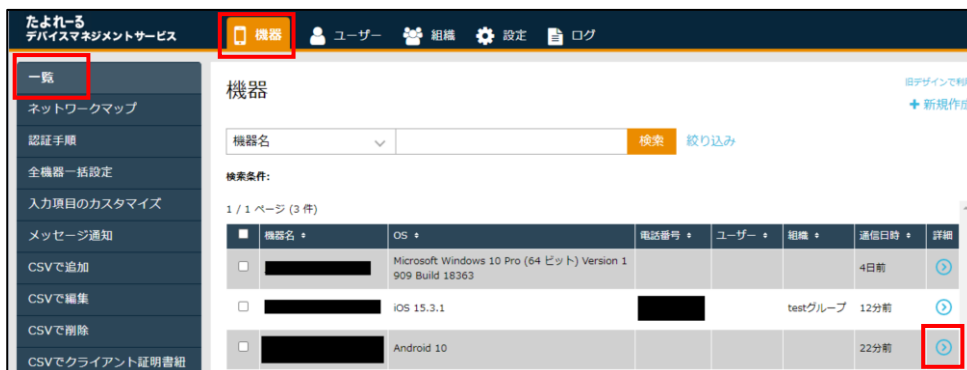 たよれーる
デバイスマネジメントサービス
機器 ユーザー 組織 設定 ログ
一覧
ネットワークマップ
認証手順
全機器一括設定
入力項目のカスタマイズ
メッセージ通知
CSVで追加
CSVで編集
CSVで削除
CSVでクライアント証明書紐
機器
旧デザインで利
+ 新規作成
機器名 検索 絞り込み
検索条件:
1 / 1 ページ (3 件)
機器名 OS 電話番号 ユーザー 組織 通信日時 詳細
Microsoft Windows 10 Pro (64 ビット) Version 1
909 Build 18363
4日前
iOS 15.3.1 testグループ 12分前
Android 10 22分前